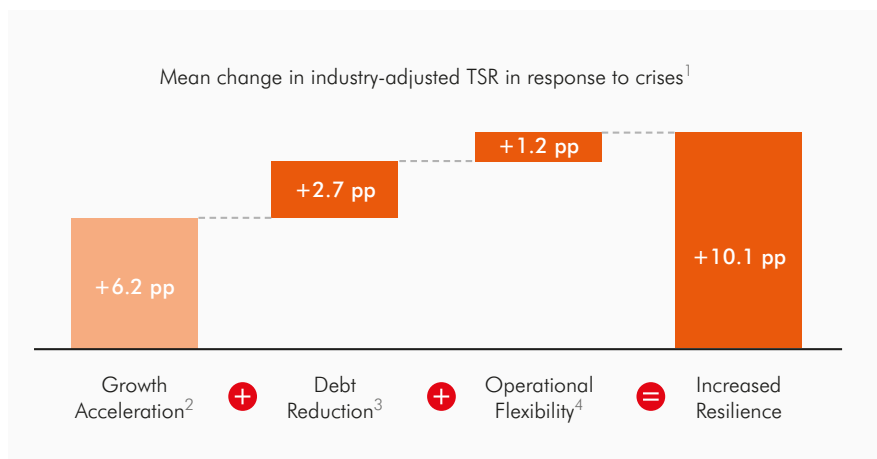 Mean change in industry-adjusted TSR in response to crises1
+1.2 pp
+2.7 pp
+6.2 pp
+10.1 pp
Growth
Acceleration2
+
Debt
Reduction3
+
Operational
Flexibility4
=
Increased
Resilience